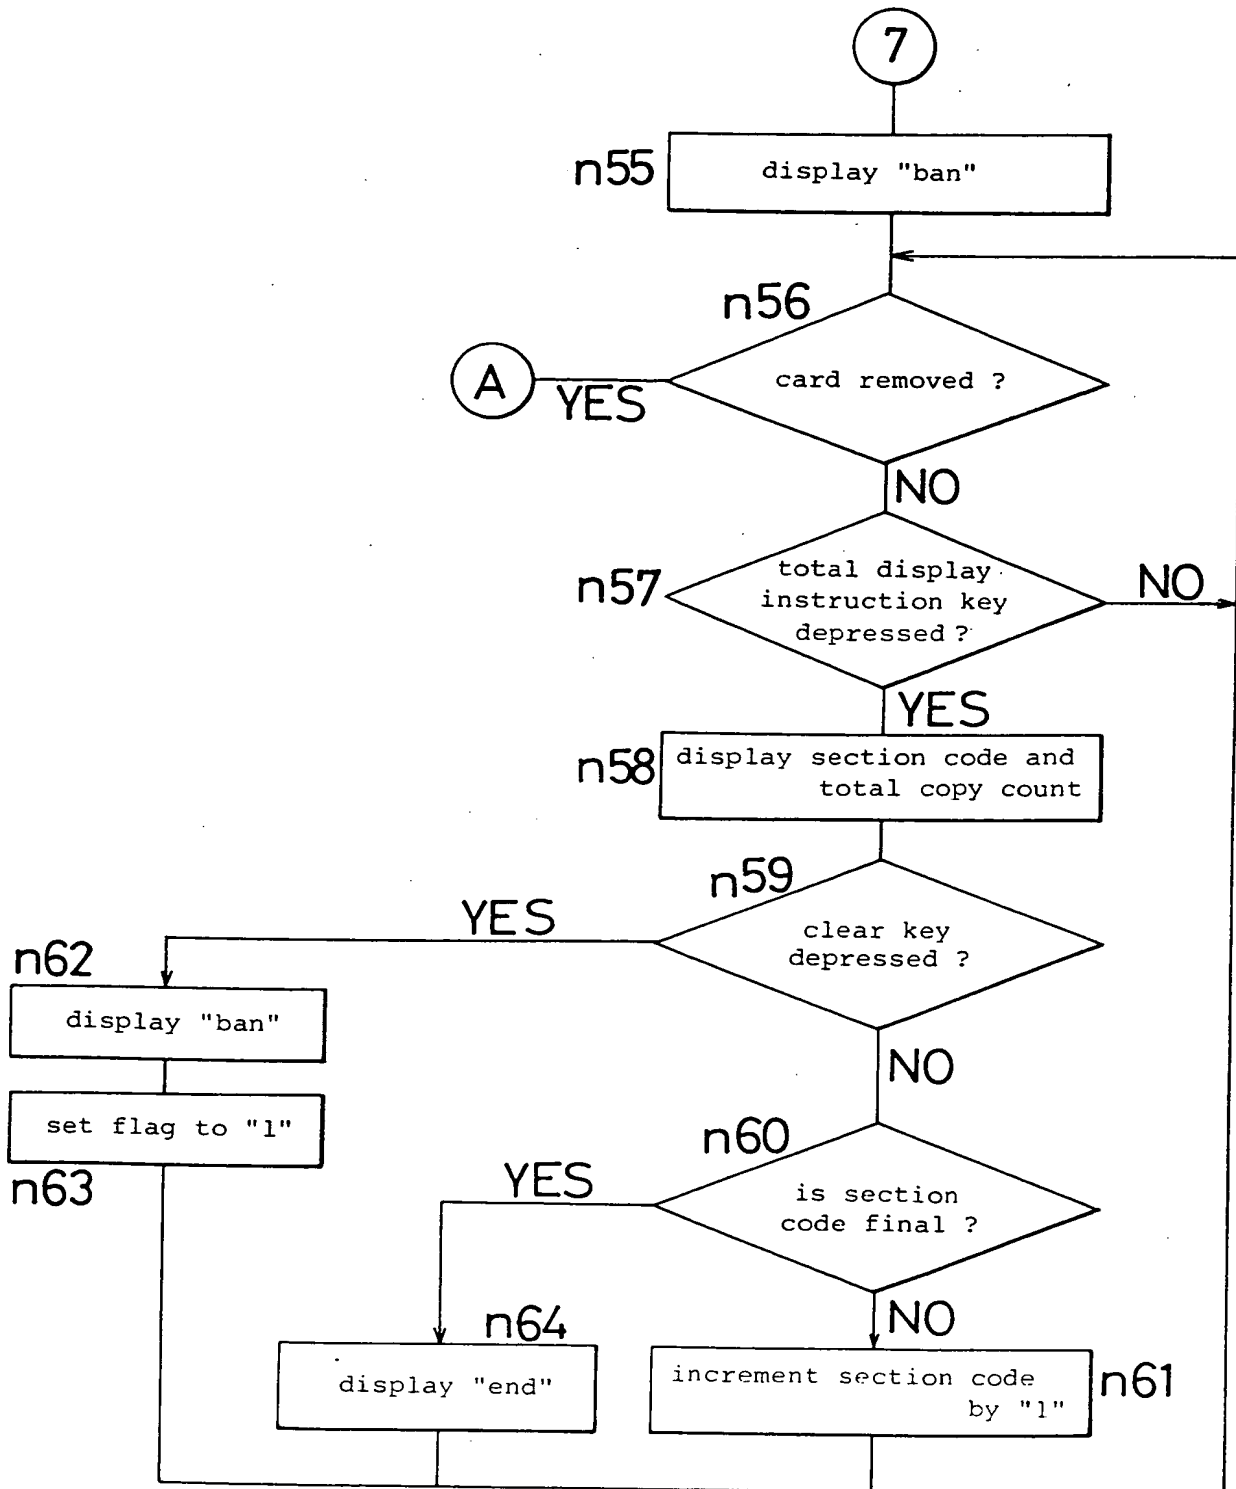 7
n55
display "ban"
n56
card removed ?
A
YES
NO
n57
total display
instruction key
depressed ?
NO
YES
n58
display section code and
total copy count
n59
clear key
depressed ?
YES
n62
display "ban"
NO
set flag to "1"
n63
n60
is section
code final ?
YES
NO
n64
display "end"
increment section code
by "1"
n61